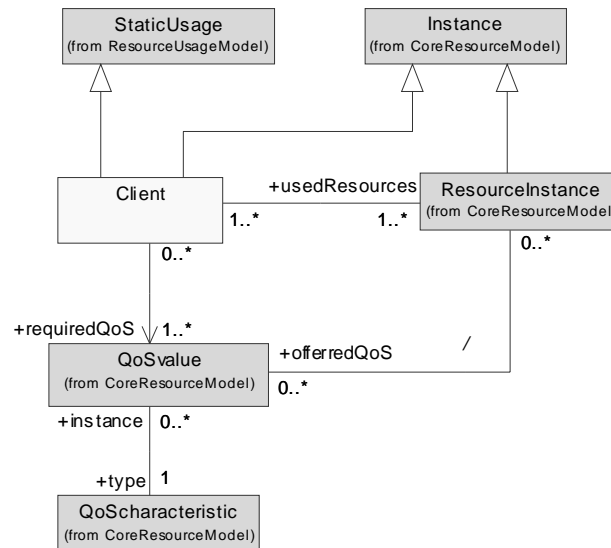 StaticUsage
(from ResourceUsageModel)
Instance
(from CoreResourceModel)
Client
+usedResources
1..*
1..*
ResourceInstance
(from CoreResourceModel)
0..*
0..*
+requiredQoS
1..*
QoSvalue
(from CoreResourceModel)
+offerredQoS
/
0..*
+instance
0..*
+type
1
QoScharacteristic
(from CoreResourceModel)